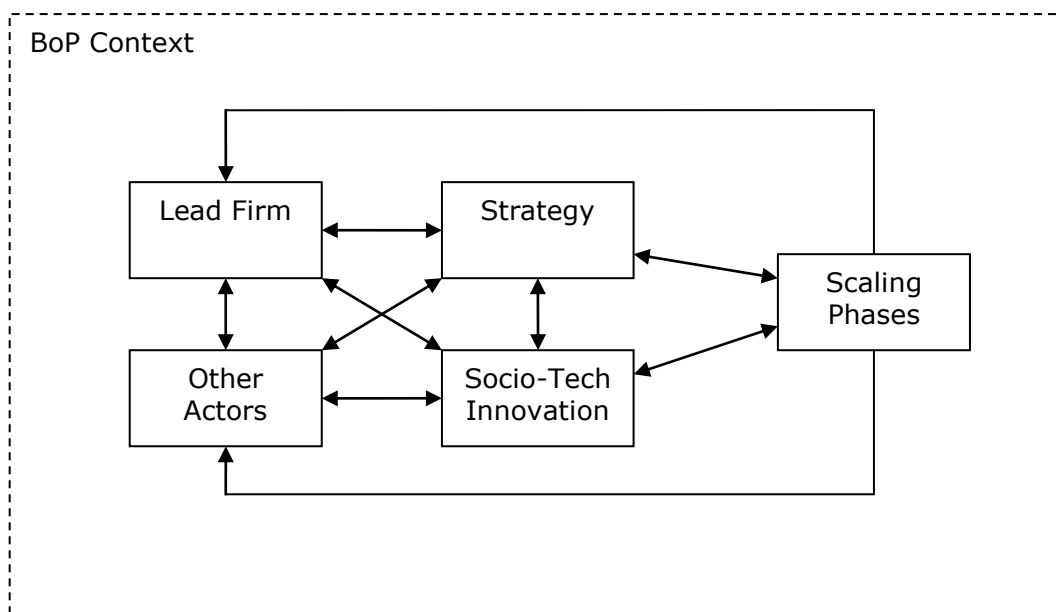 BoP Context
Lead Firm
Strategy
Scaling
Phases
Other
Actors
Socio-Tech
Innovation